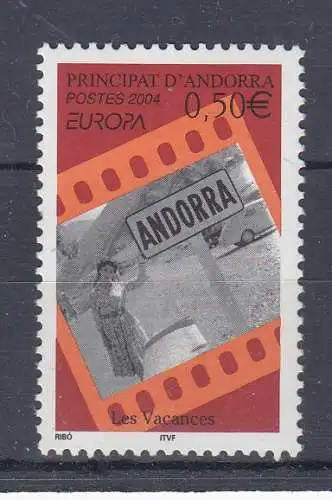 PRINCIPAT D'ANDORRA
POSTES 2004
0,50€
EUROPA
ANDORRA
Les Vacances
RIBÓ
ITVF